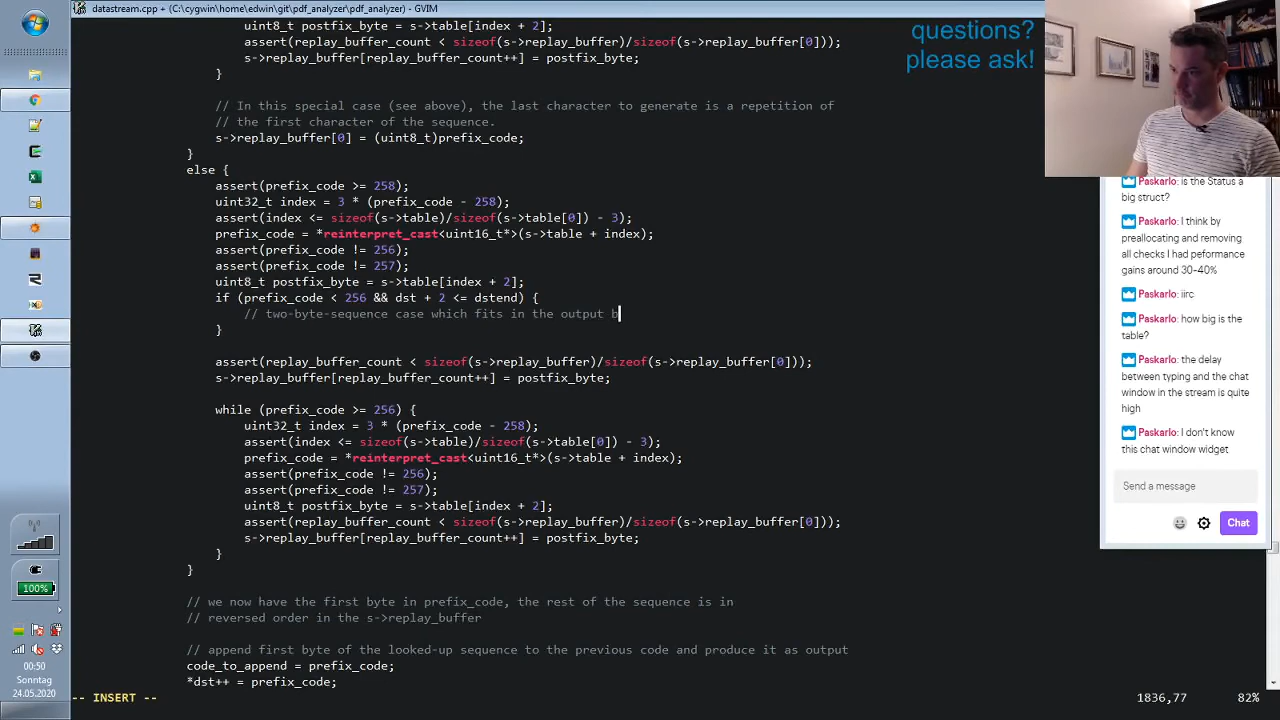 datastream.cpp + (C:\cygwin\home\edwin\git\pdf_analyzer\pdf_analyzer) - GVIM
uint8_t postfix_byte = s->table[index + 2];
assert(replay_buffer_count < sizeof(s->replay_buffer)/sizeof(s->replay_buffer[0]));
s->replay_buffer[replay_buffer_count++] = postfix_byte;
}
// In this special case (see above), the last character to generate is a repetition of
// the first character of the sequence.
s->replay_buffer[0] = (uint8_t)prefix_code;
}
else {
assert(prefix_code >= 258);
uint32_t index = 3 * (prefix_code - 258);
assert(index <= sizeof(s->table)/sizeof(s->table[0]) - 3);
prefix_code = *reinterpret_cast<uint16_t*>(s->table + index);
assert(prefix_code != 256);
assert(prefix_code != 257);
uint8_t postfix_byte = s->table[index + 2];
if (prefix_code < 256 && dst + 2 <= dstend) {
// two-byte-sequence case which fits in the output b
}
assert(replay_buffer_count < sizeof(s->replay_buffer)/sizeof(s->replay_buffer[0]));
s->replay_buffer[replay_buffer_count++] = postfix_byte;
while (prefix_code >= 256) {
uint32_t index = 3 * (prefix_code - 258);
assert(index <= sizeof(s->table)/sizeof(s->table[0]) - 3);
prefix_code = *reinterpret_cast<uint16_t*>(s->table + index);
assert(prefix_code != 256);
assert(prefix_code != 257);
uint8_t postfix_byte = s->table[index + 2];
assert(replay_buffer_count < sizeof(s->replay_buffer)/sizeof(s->replay_buffer[0]));
s->replay_buffer[replay_buffer_count++] = postfix_byte;
}
}
// we now have the first byte in prefix_code, the rest of the sequence is in
// reversed order in the s->replay_buffer
// append first byte of the looked-up sequence to the previous code and produce it as output
code_to_append = prefix_code;
*dst++ = prefix_code;
-- INSERT --
1836,77
82%
questions?
please ask!
Paskarlo: is the Status a
big struct?
Paskarlo: I think by
preallocating and removing
all checks I had peformance
gains around 30-40%
Paskarlo: iirc
Paskarlo: how big is the
table?
Paskarlo: the delay
between typing and the chat
window in the stream is quite
high
Paskarlo: I don't know
this chat window widget
Send a message
Chat
100%
00:50
Sonntag
24.05.2020